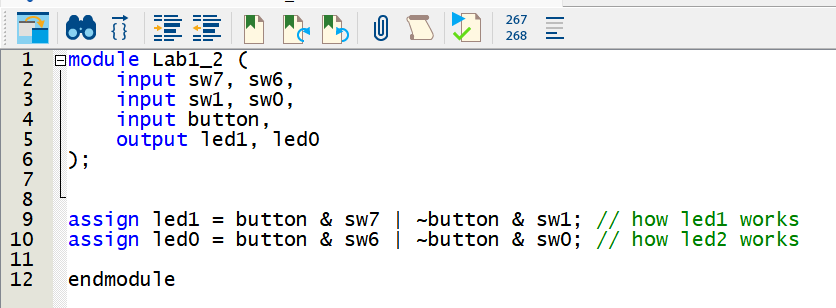 267
268
1 module Lab1_2 (
2 input sw7, sw6,
3 input sw1, sw0,
4 input button,
5 output led1, led0
6 );
7
8
9 assign led1 = button & sw7 | ~button & sw1; // how led1 works
10 assign led0 = button & sw6 | ~button & sw0; // how led2 works
11
12 endmodule